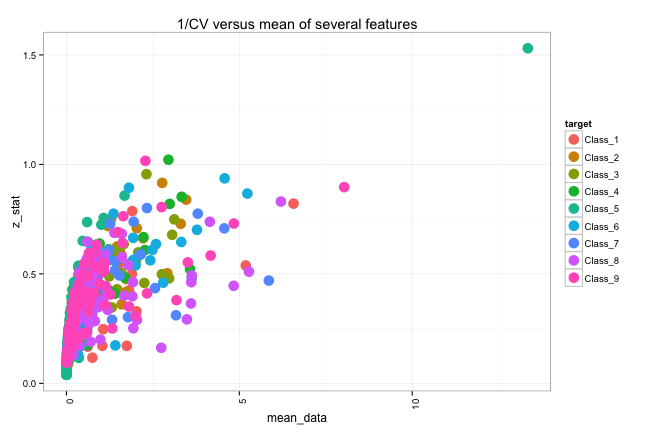 1/CV versus mean of several features
1.5
1.0
0.5
0.0
z_stat
0
5
10
mean_data
target
Class_1
Class_2
Class_3
Class_4
Class_5
Class_6
Class_7
Class_8
Class_9